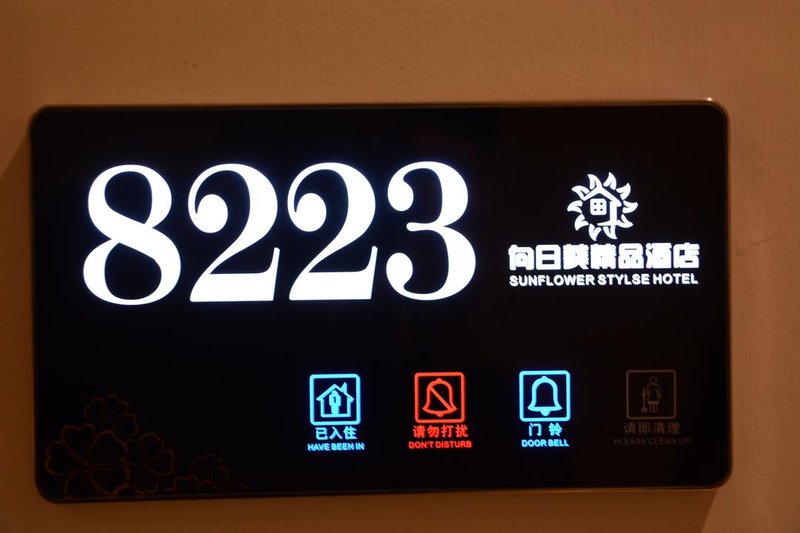 8223
向日葵精品酒店
SUNFLOWER STYLSE HOTEL
已入住
HAVE BEEN IN
请勿打扰
DON'T DISTURB
门 铃
DOOR BELL
请即清理
PLEASE CLEAN UP